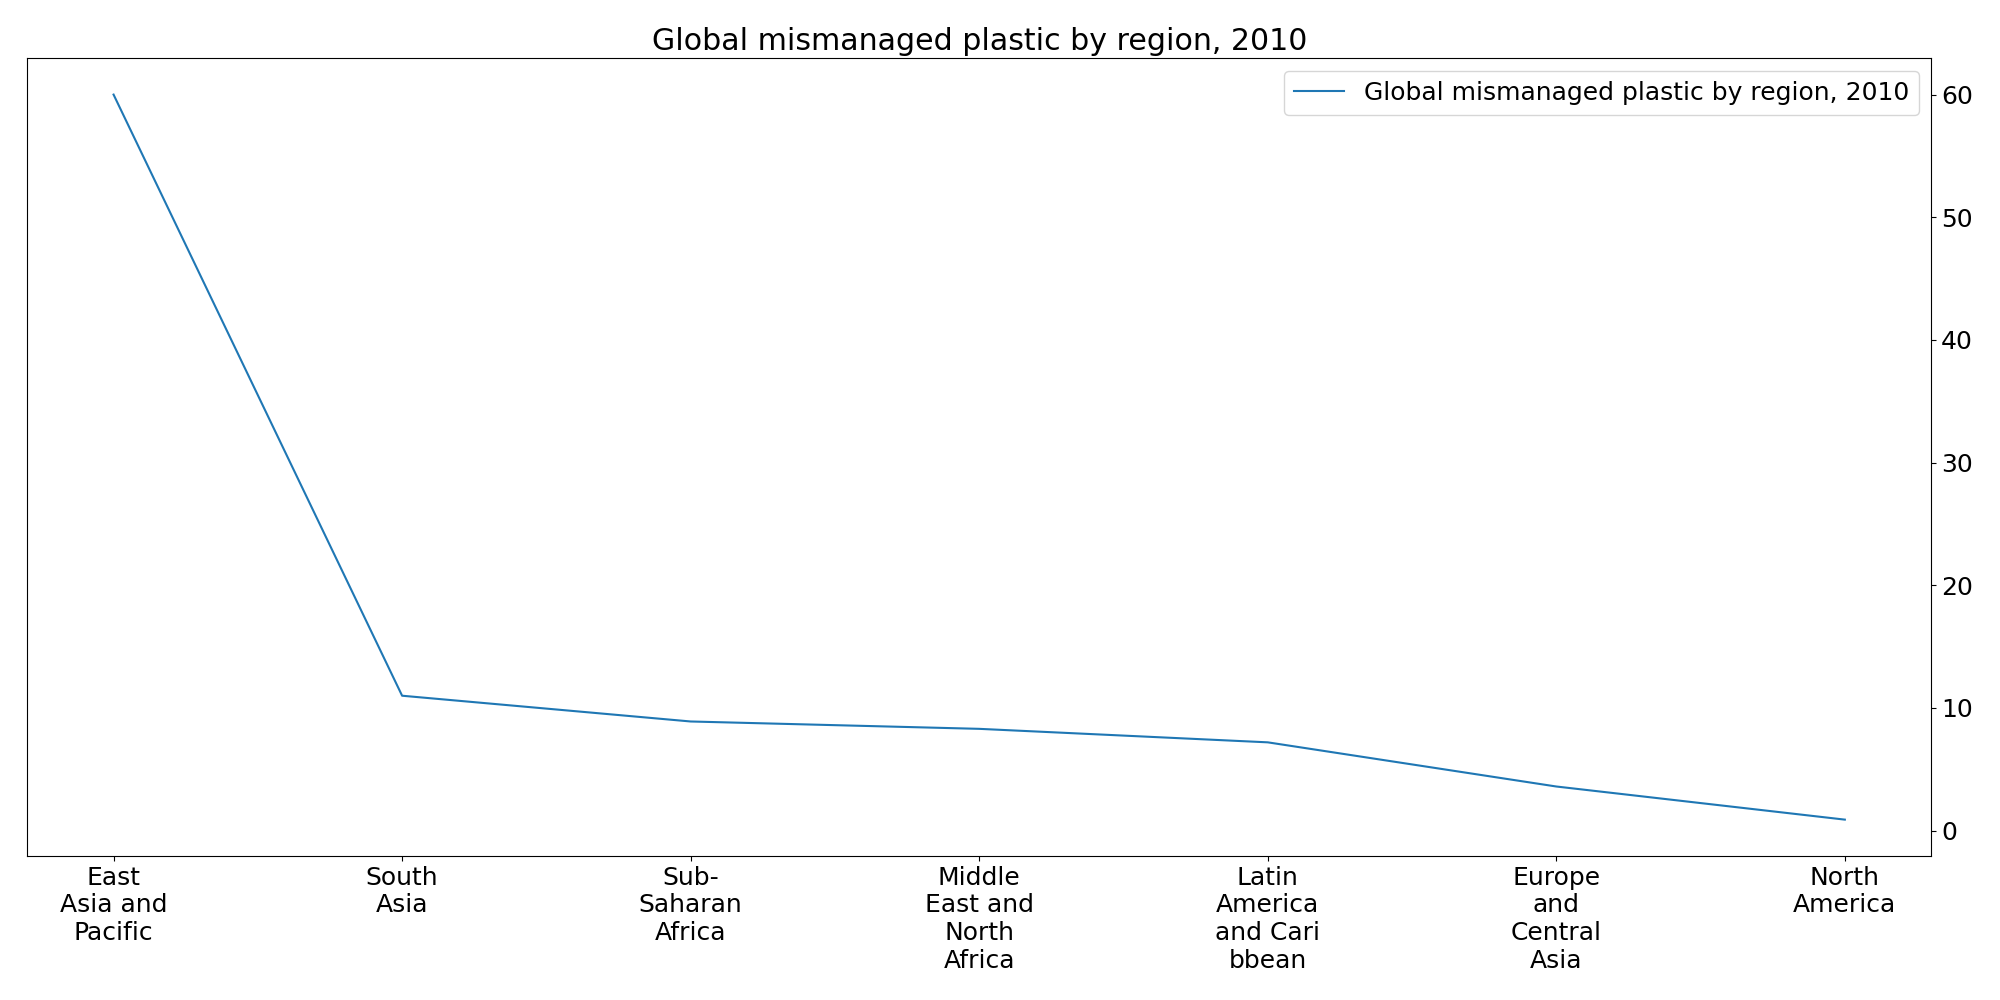 Global mismanaged plastic by region, 2010
Global mismanaged plastic by region, 2010
60
50
40
30
20
10
0
East
Asia and
Pacific
South
Asia
Sub-
Saharan
Africa
Middle
East and
North
Africa
Latin
America
and Cari
bbean
Europe
and
Central
Asia
North
America